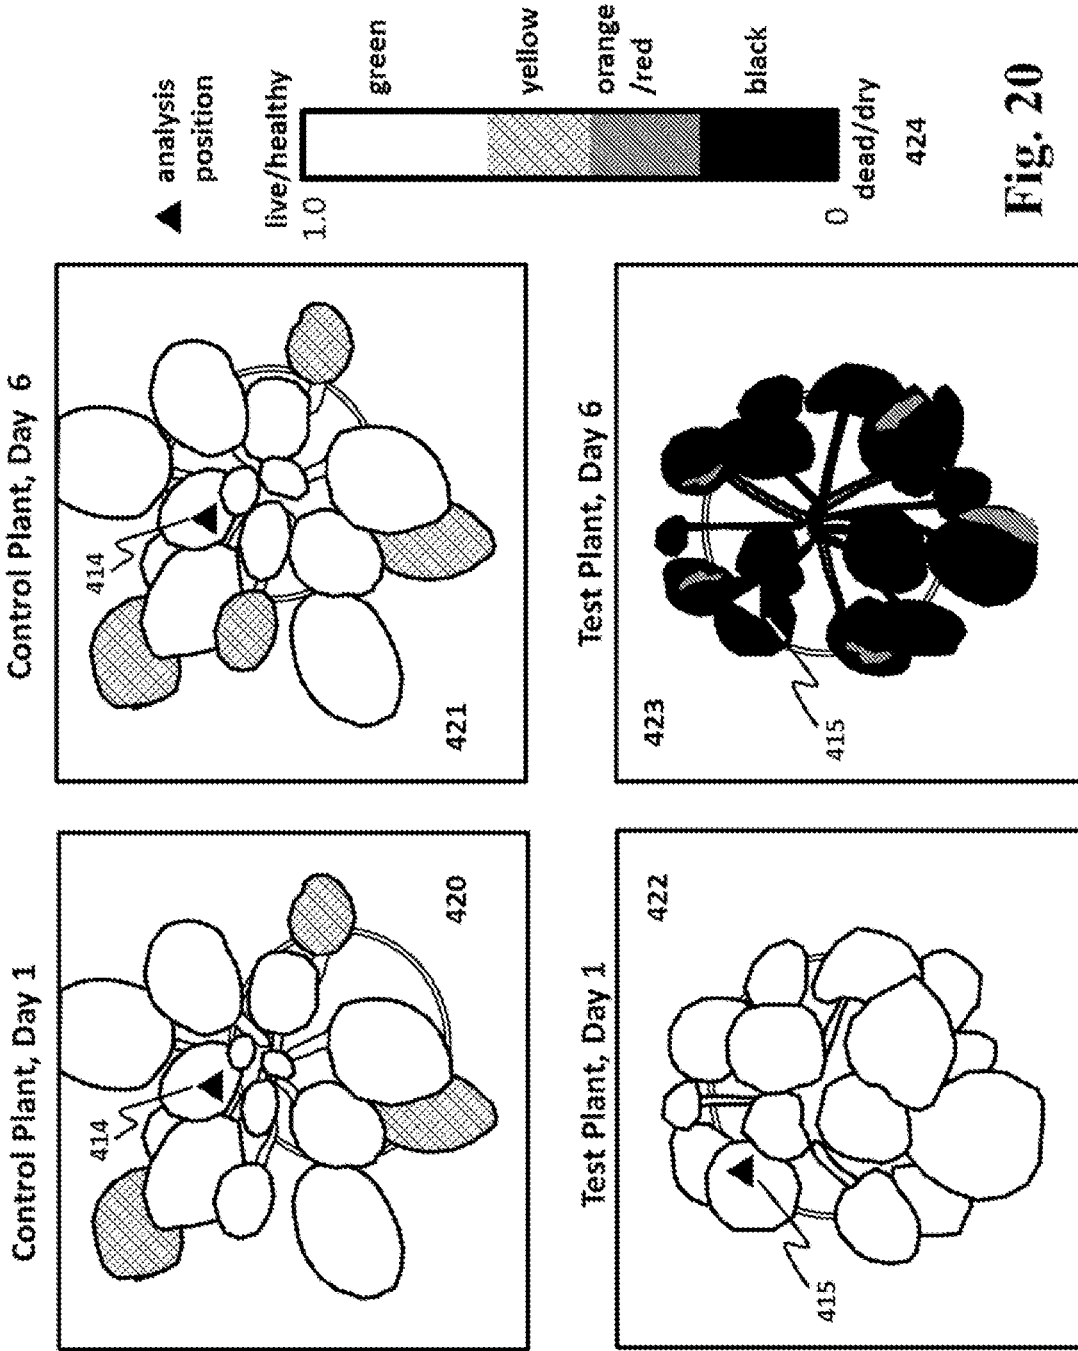 Control Plant, Day 1
414
420
Control Plant, Day 6
414
421
Test Plant, Day 1
415
422
Test Plant, Day 6
415
423
▲ analysis
position
live/healthy
1.0
green
yellow
orange
/red
black
0
dead/dry
424
Fig. 20